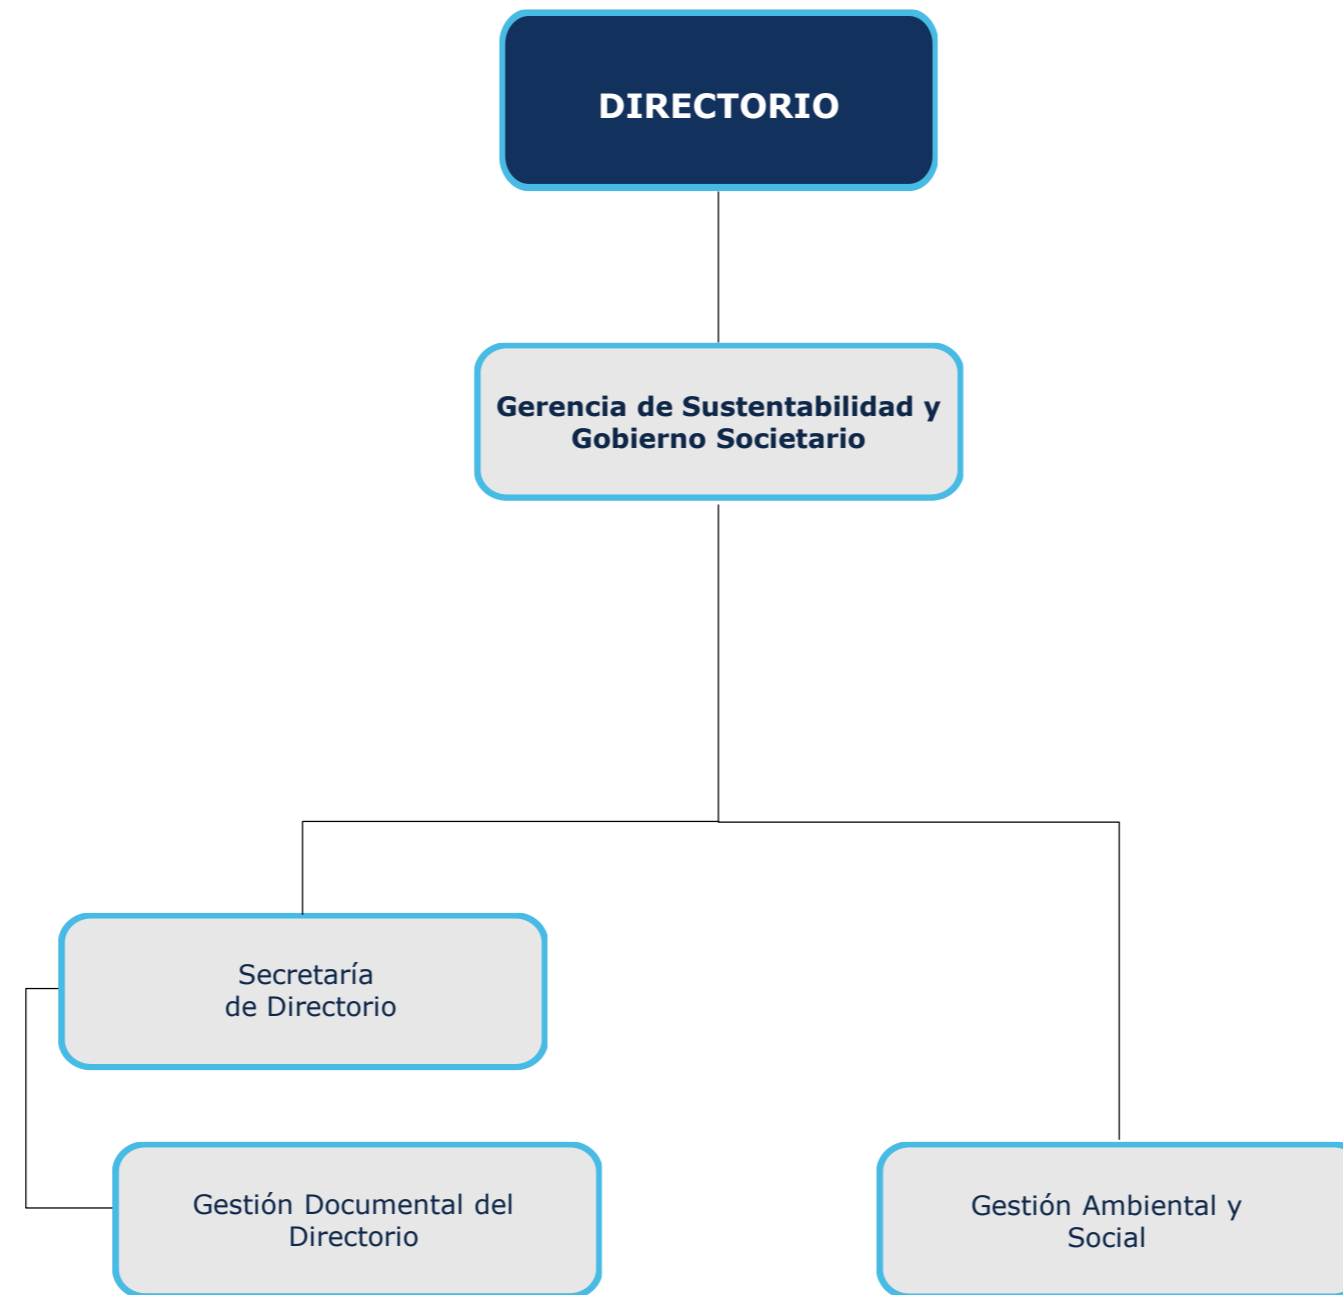 DIRECTORIO
Gerencia de Sustentabilidad y
Gobierno Societario
Secretaría
de Directorio
Gestión Documental del
Directorio
Gestión Ambiental y
Social